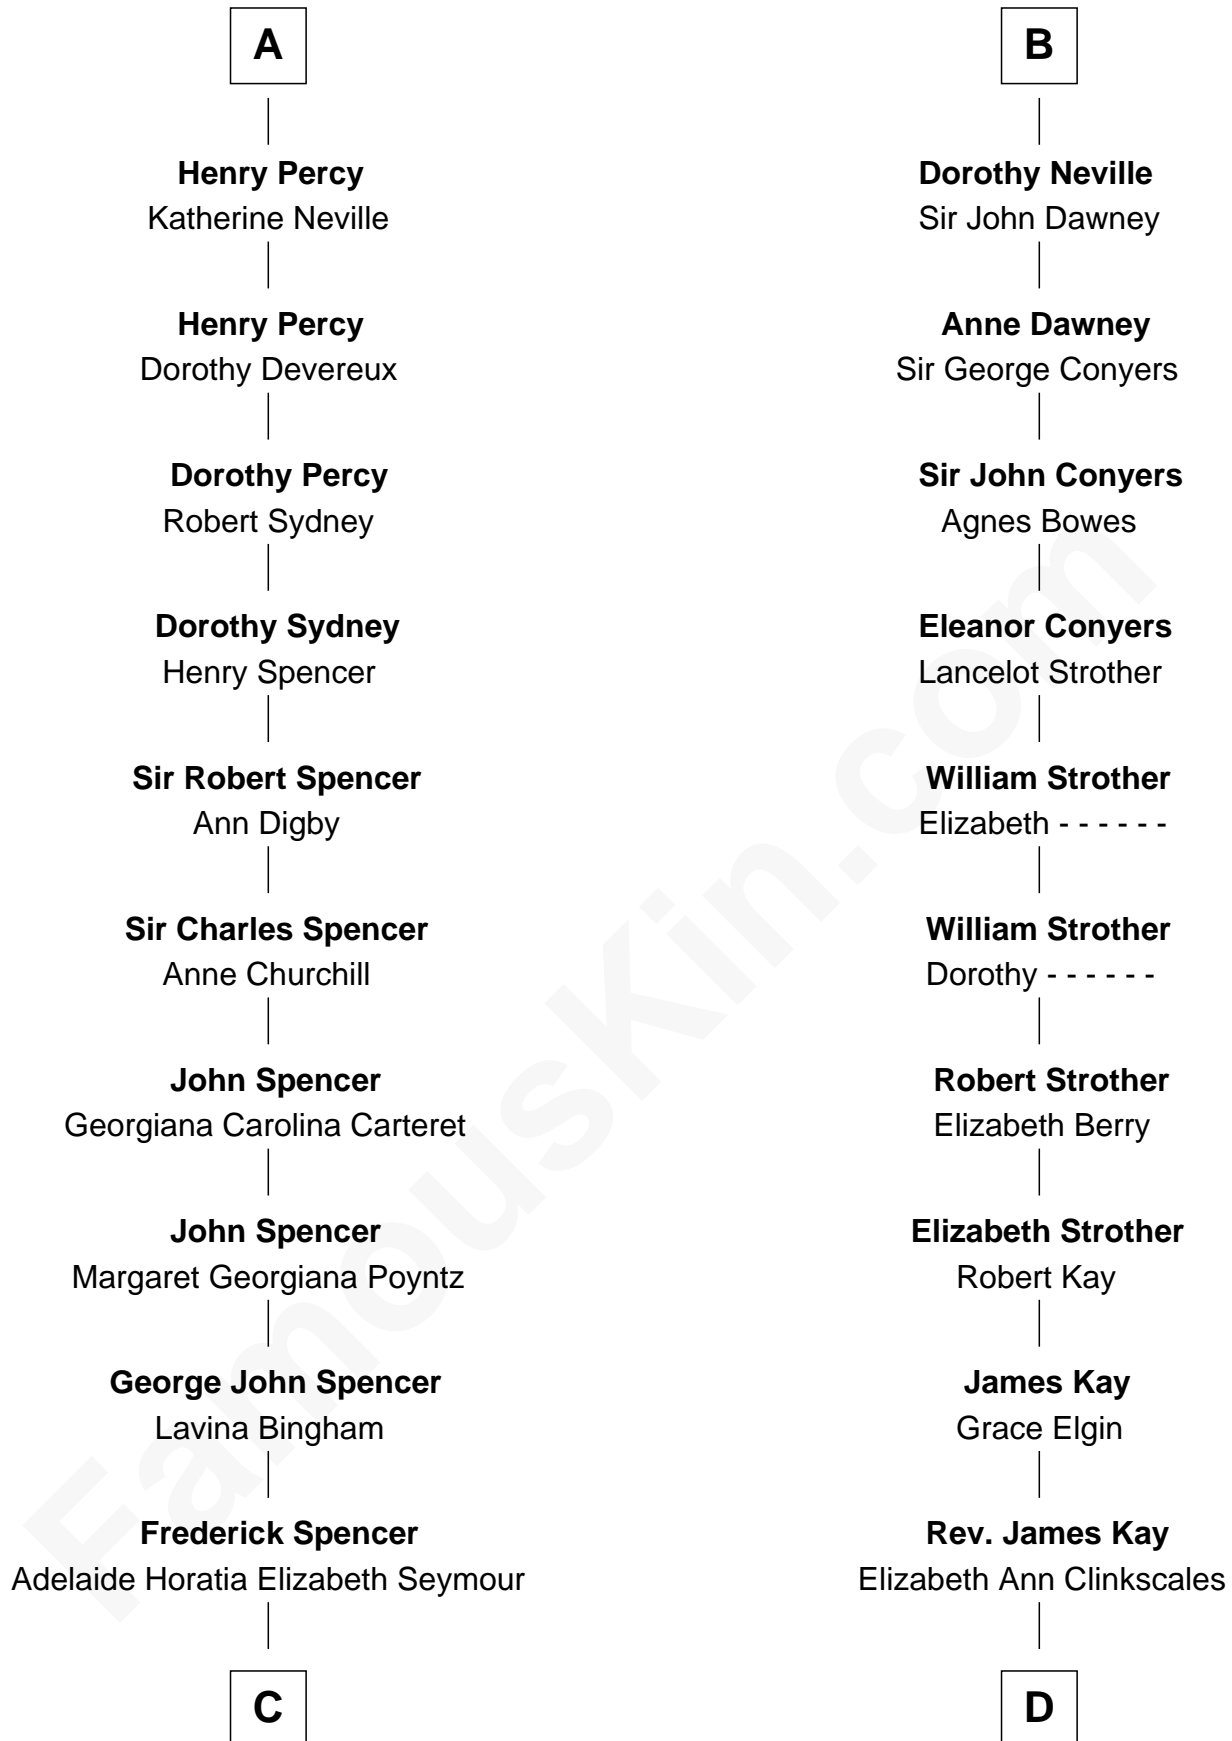 A
Henry Percy
Katherine Neville
Henry Percy
Dorothy Devereux
Dorothy Percy
Robert Sydney
Dorothy Sydney
Henry Spencer
Sir Robert Spencer
Ann Digby
Sir Charles Spencer
Anne Churchill
John Spencer
Georgiana Carolina Carteret
John Spencer
Margaret Georgiana Poyntz
George John Spencer
Lavina Bingham
Frederick Spencer
Adelaide Horatia Elizabeth Seymour
C
B
Dorothy Neville
Sir John Dawney
Anne Dawney
Sir George Conyers
Sir John Conyers
Agnes Bowes
Eleanor Conyers
Lancelot Strother
William Strother
Elizabeth - - - - - -
William Strother
Dorothy - - - - - -
Robert Strother
Elizabeth Berry
Elizabeth Strother
Robert Kay
James Kay
Grace Elgin
Rev. James Kay
Elizabeth Ann Clinkscales
D
FamousKin.com